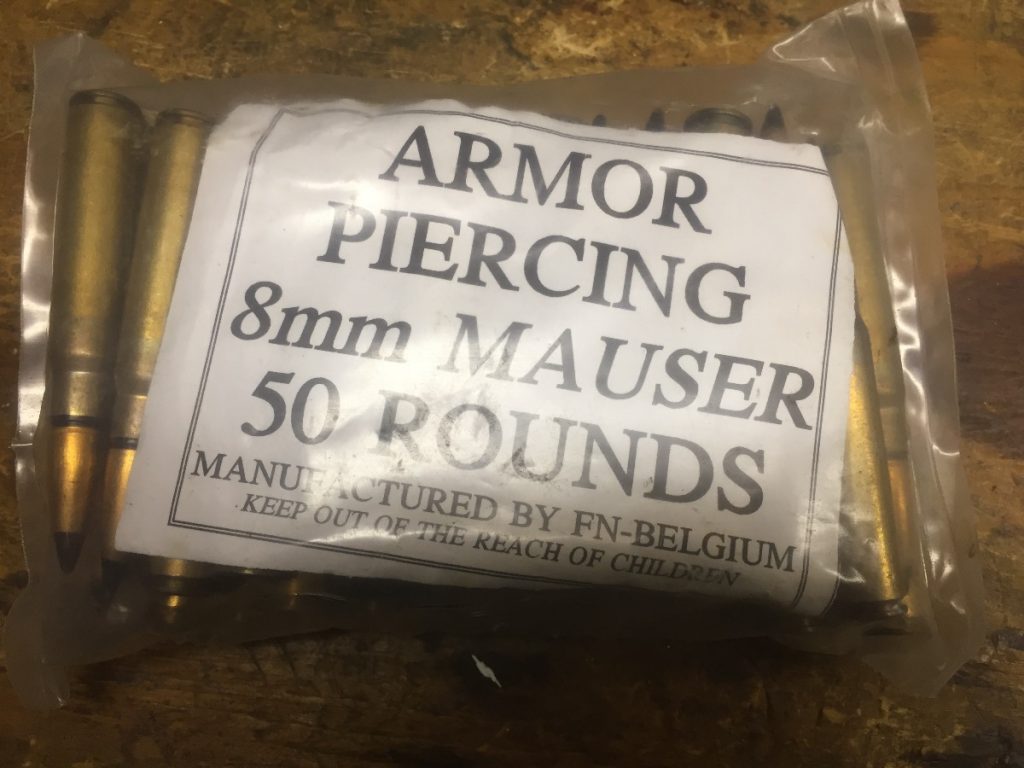 ARMOR
PIERCING
8mm MAUSER
50 ROUNDS
MANUFACTURED BY FN-BELGIUM
KEEP OUT OF THE REACH OF CHILDREN